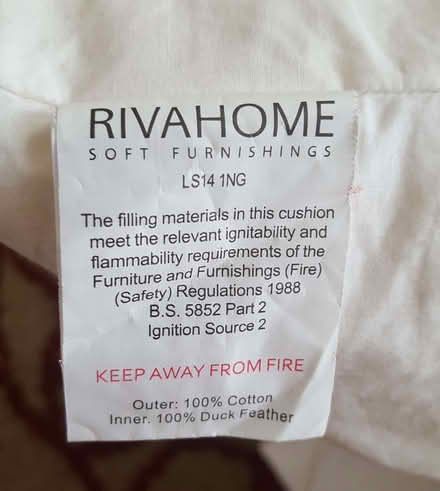 RIVAHOME
SOFT FURNISHINGS
LS14 1NG
The filling materials in this cushion
meet the relevant ignitability and
flammability requirements of the
Furniture and Furnishings (Fire)
(Safety) Regulations 1988
B.S. 5852 Part 2
Ignition Source 2
KEEP AWAY FROM FIRE
Outer: 100% Cotton
Inner. 100% Duck Feather